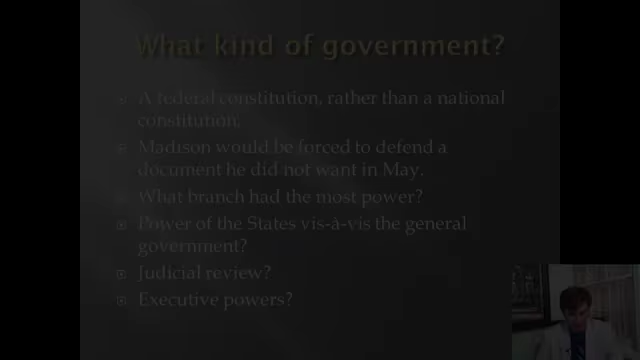 What kind of government?
A federal constitution, rather than a national
constitution;
Madison would be forced to defend a
document he did not want in May.
What branch had the most power?
Power of the States vis-à-vis the general
government?
Judicial review?
Executive powers?